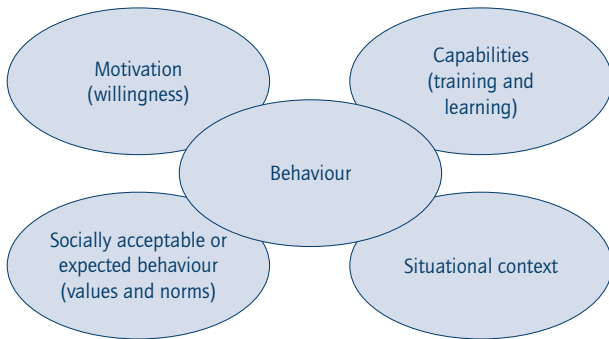 Motivation
(willingness)
Capabilities
(training and
learning)
Behaviour
Socially acceptable or
expected behaviour
(values and norms)
Situational context